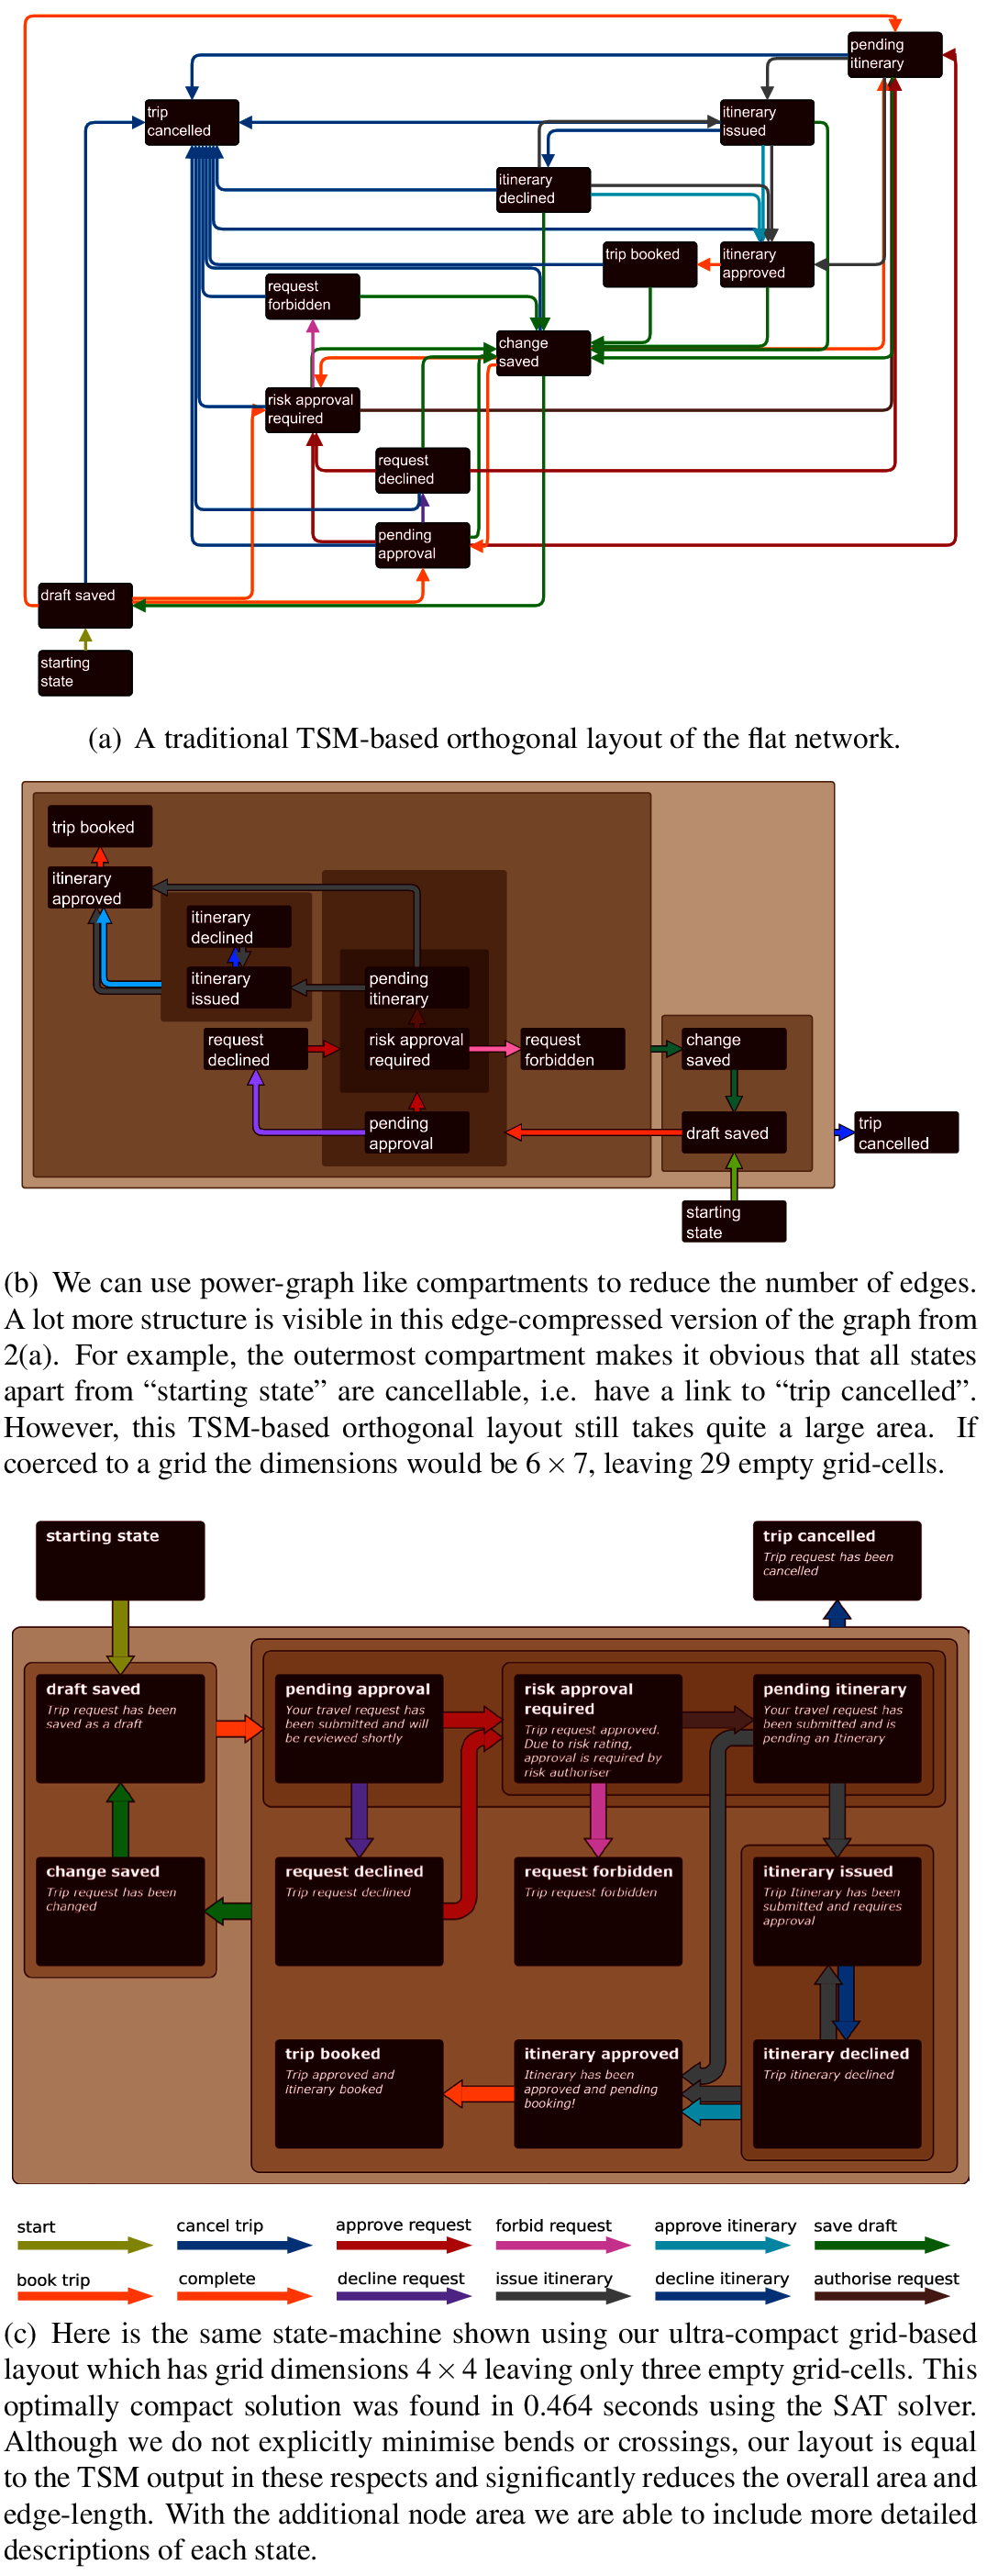 pending
itinerary
trip
cancelled
itinerary
issued
itinerary
declined
trip booked
itinerary
approved
request
forbidden
change
saved
risk approval
required
request
declined
pending
approval
draft saved
starting
state
(a) A traditional TSM-based orthogonal layout of the flat network.
trip booked
itinerary
approved
itinerary
declined
itinerary
issued
pending
itinerary
request
declined
risk approval
required
request
forbidden
change
saved
pending
approval
draft saved
trip
cancelled
starting
state
(b) We can use power-graph like compartments to reduce the number of edges.
A lot more structure is visible in this edge-compressed version of the graph from
2(a). For example, the outermost compartment makes it obvious that all states
apart from “starting state” are cancellable, i.e. have a link to “trip cancelled”.
However, this TSM-based orthogonal layout still takes quite a large area. If
coerced to a grid the dimensions would be 6 × 7, leaving 29 empty grid-cells.
starting state
trip cancelled
Trip request has been
cancelled
draft saved
Trip request has been
saved as a draft
pending approval
Your travel request has
been submitted and will
be reviewed shortly
risk approval
required
Trip request approved.
Due to risk rating,
approval is required by
risk authoriser
pending itinerary
Your travel request has
been submitted and is
pending an Itinerary
change saved
Trip request has been
changed
request declined
Trip request declined
request forbidden
Trip request forbidden
itinerary issued
Trip Itinerary has been
submitted and requires
approval
trip booked
Trip approved and
itinerary booked
itinerary approved
Itinerary has been
approved and pending
booking!
itinerary declined
Trip itinerary declined
start
cancel trip
approve request
forbid request
approve itinerary
save draft
book trip
complete
decline request
issue itinerary
decline itinerary
authorise request
(c) Here is the same state-machine shown using our ultra-compact grid-based
layout which has grid dimensions 4 × 4 leaving only three empty grid-cells. This
optimally compact solution was found in 0.464 seconds using the SAT solver.
Although we do not explicitly minimise bends or crossings, our layout is equal
to the TSM output in these respects and significantly reduces the overall area and
edge-length. With the additional node area we are able to include more detailed
descriptions of each state.